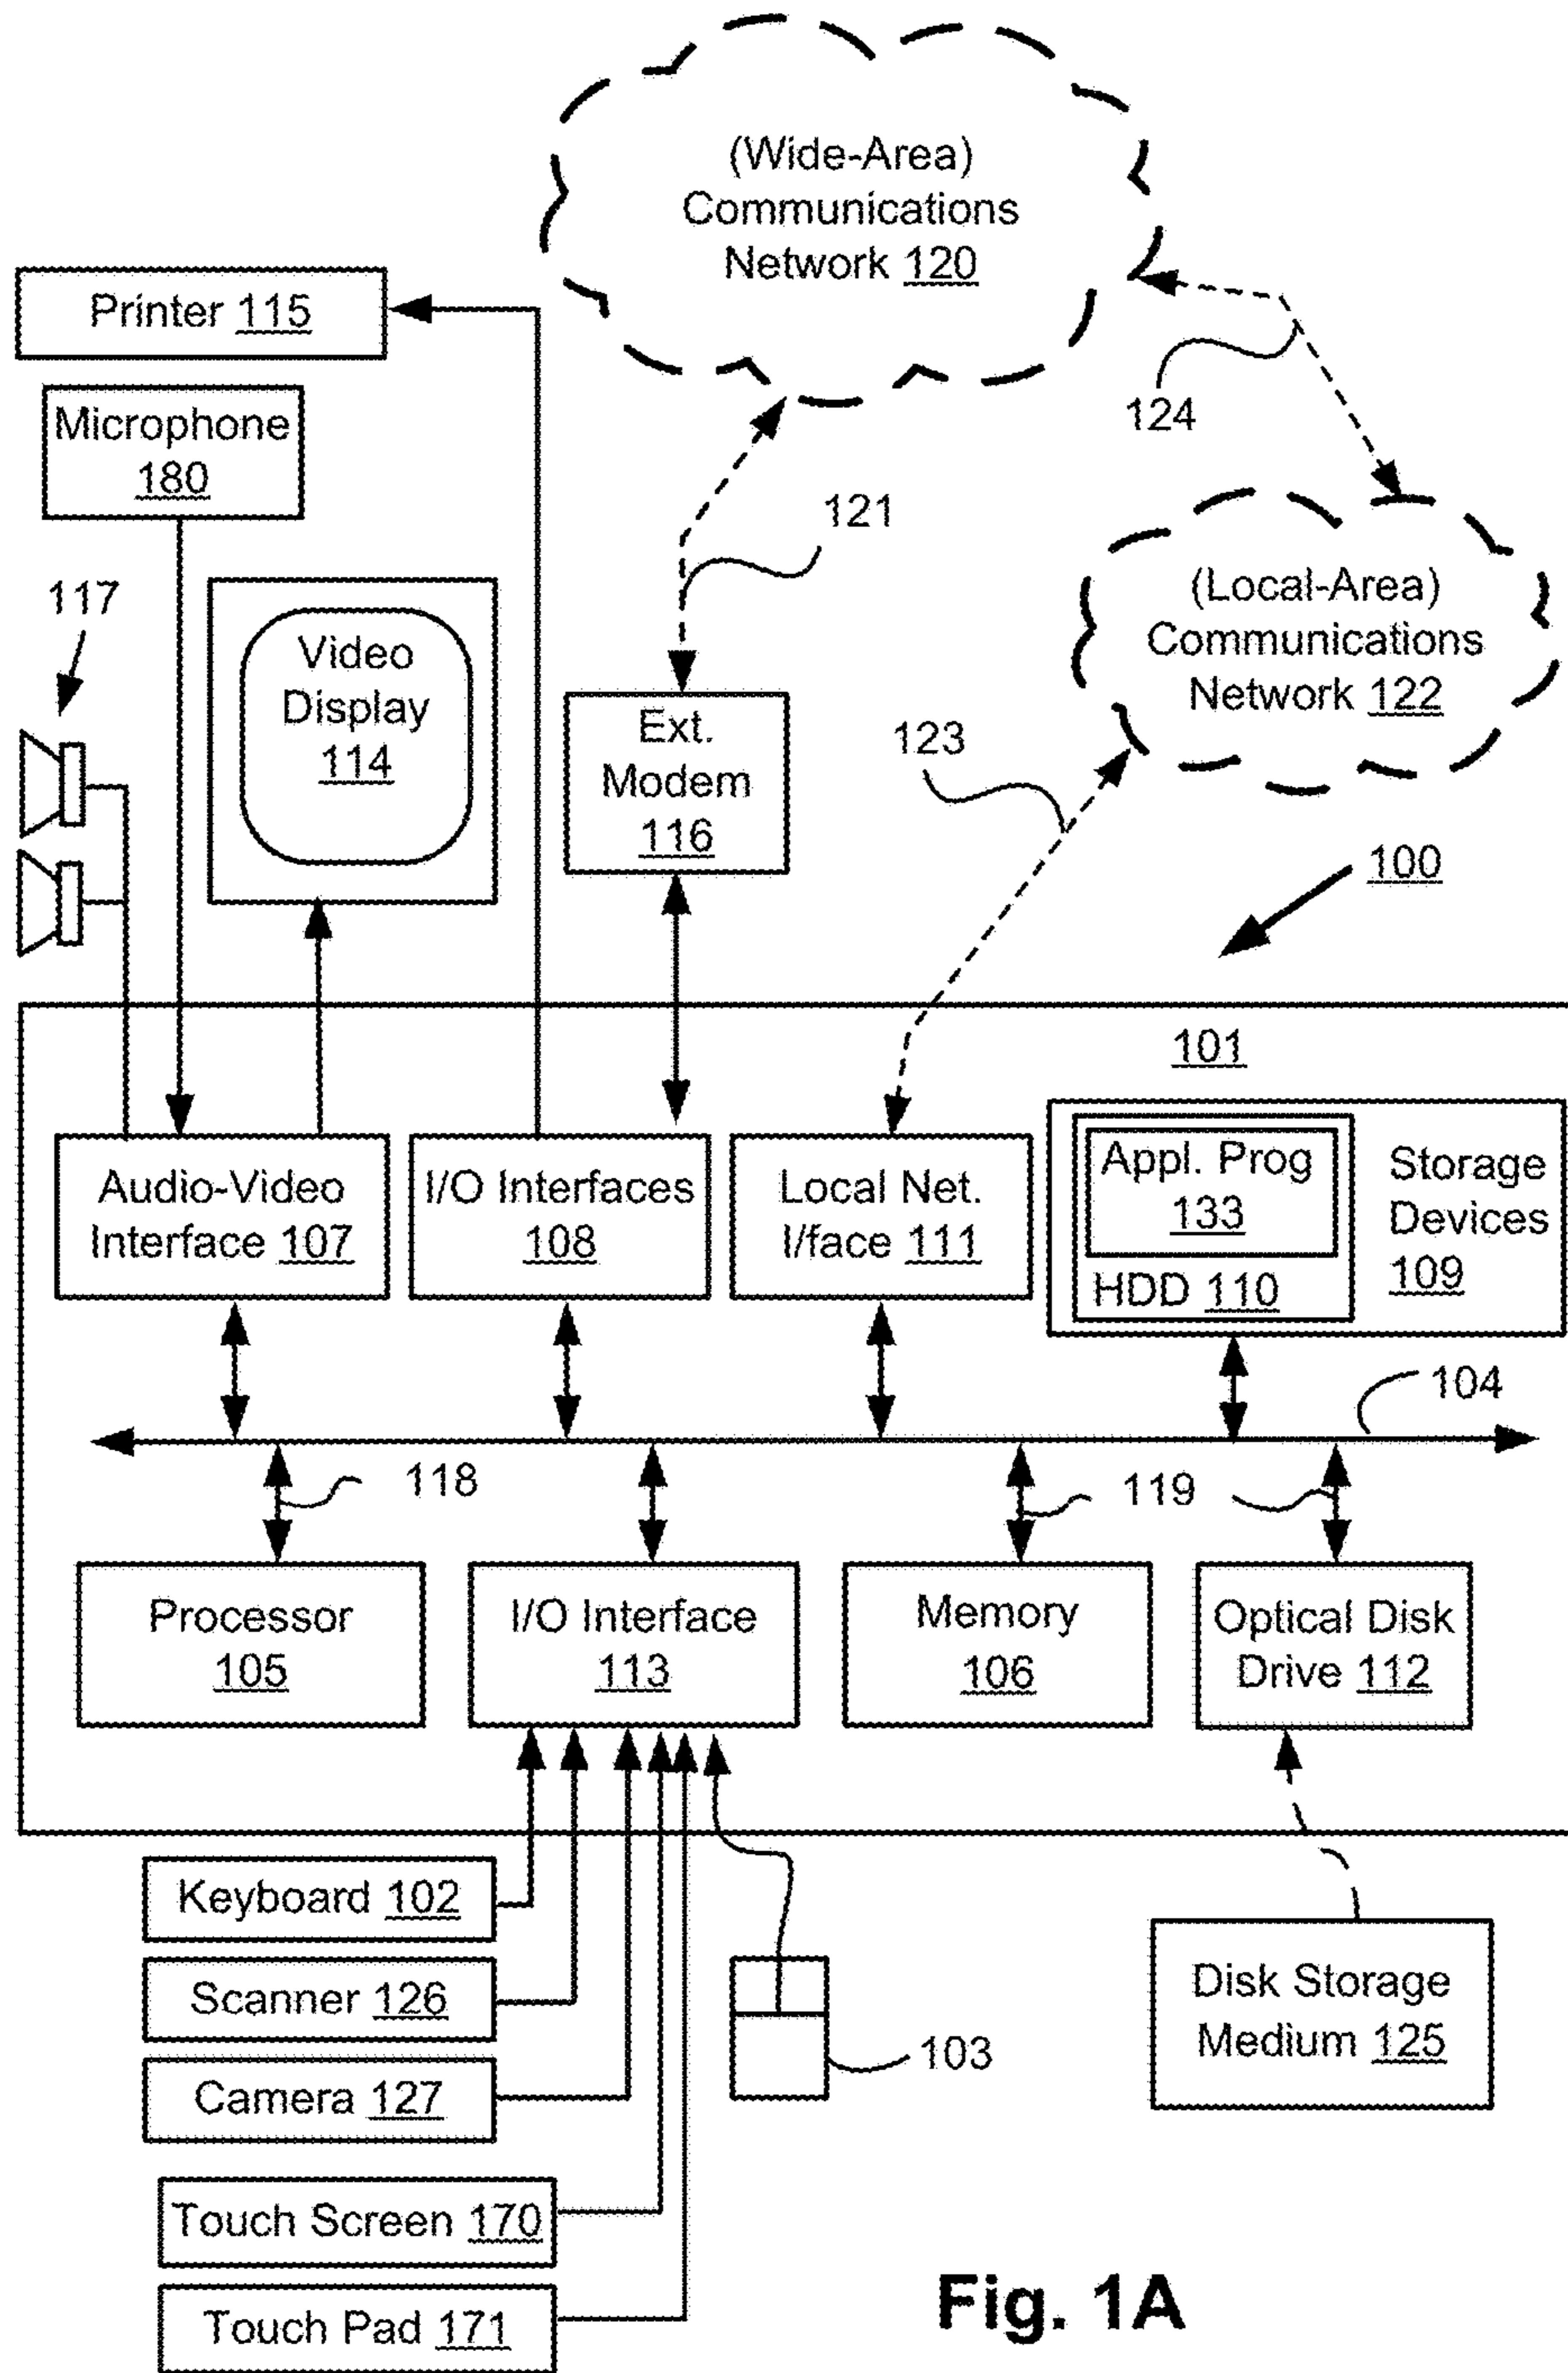 (Wide-Area)
Communications
Network 120
Printer 115
Microphone
180
124
121
117
Video
Display
114
(Local-Area)
Communications
Network 122
Ext.
Modem
116
123
100
101
Audio-Video
Interface 107
I/O Interfaces
108
Local Net.
I/face 111
Appl. Prog
133
HDD 110
Storage
Devices
109
104
118
119
Processor
105
I/O Interface
113
Memory
106
Optical Disk
Drive 112
Keyboard 102
Scanner 126
Camera 127
103
Disk Storage
Medium 125
Touch Screen 170
Touch Pad 171
Fig. 1A